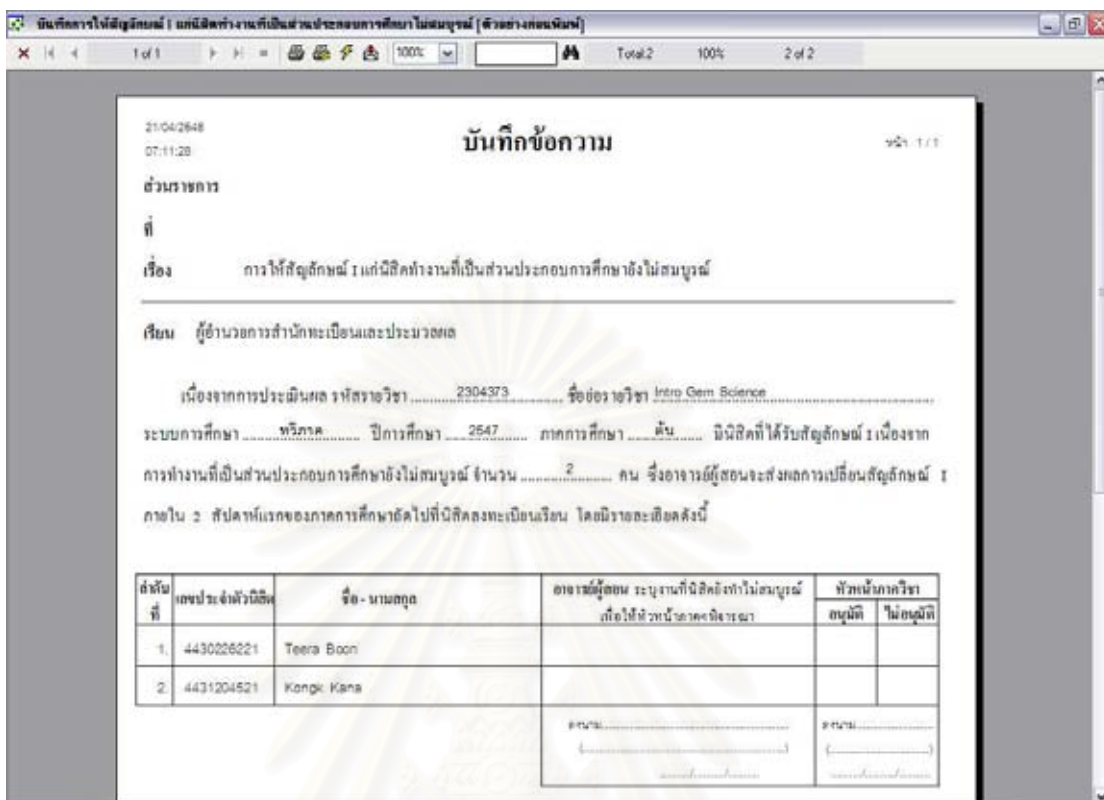 บันทึกการให้สัญลักษณ์ I แก่นิสิตทำงานที่เป็นส่วนประกอบการศึกษาไม่สมบูรณ์ [ตัวอย่างก่อนพิมพ์]
1 of 1 100% Total:2 100% 2 of 2
21/04/2548
บันทึกข้อความ
หน้า 1 / 1
07:11:28
ส่วนราชการ
ที่
เรื่อง การให้สัญลักษณ์ I แก่นิสิตทำงานที่เป็นส่วนประกอบการศึกษายังไม่สมบูรณ์
เรียน ผู้อำนวยการสำนักทะเบียนและประมวลผล
เนื่องจากการประเมินผล รหัสรายวิชา ............2304373............ ชื่อย่อรายวิชา Intro Gem Science............
ระบบการศึกษา .........ทวิภาค......... ปีการศึกษา ......2547...... ภาคการศึกษา ......ต้น...... มีนิสิตที่ได้รับสัญลักษณ์ I เนื่องจาก
การทำงานที่เป็นส่วนประกอบการศึกษายังไม่สมบูรณ์ จำนวน ............2............ คน ซึ่งอาจารย์ผู้สอนจะส่งผลการเปลี่ยนสัญลักษณ์ I
ภายใน 2 สัปดาห์แรกของภาคการศึกษาถัดไปที่นิสิตลงทะเบียนเรียน โดยมีรายละเอียดดังนี้
ลำดับที่ เลขประจำตัวนิสิต ชื่อ - นามสกุล อาจารย์ผู้สอน ระบุงานที่นิสิตยังทำไม่สมบูรณ์ หัวหน้าภาควิชา
เพื่อให้หัวหน้าภาคฯพิจารณา อนุมัติ ไม่อนุมัติ
1. 4430226221 Teera Boon
2. 4431204521 Kongk Kana
ลงนาม........................................ ลงนาม....................
(........................................) (....................)
........./........./......... ......./......./.......